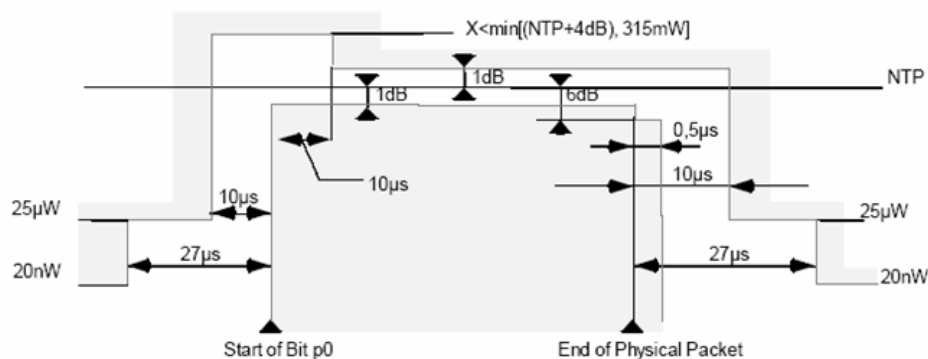 X<min[(NTP+4dB), 315mW]
NTP
1dB
1dB
6dB
0,5µs
10µs
10µs
10µs
25µW
25µW
27µs
27µs
20nW
20nW
Start of Bit p0
End of Physical Packet